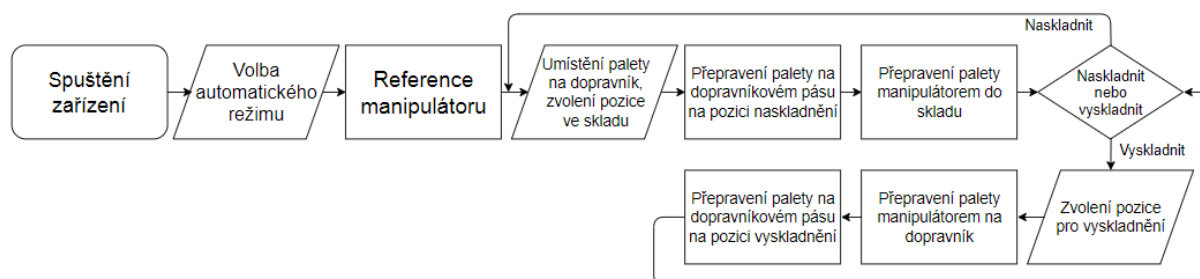 Naskladnit
Spuštění
zařízení
Volba
automatického
režimu
Reference
manipulátoru
Umístění palety
na dopravník,
zvolení pozice
ve skladu
Přepravení palety na
dopravníkovém pásu
na pozici naskladnění
Přepravení palety
manipulátorem do
skladu
Naskladnit
nebo
vyskladnit
Vyskladnit
Zvolení pozice
pro vyskladnění
Přepravení palety
manipulátorem na
dopravník
Přepravení palety na
dopravníkovém pásu
na pozici vyskladnění